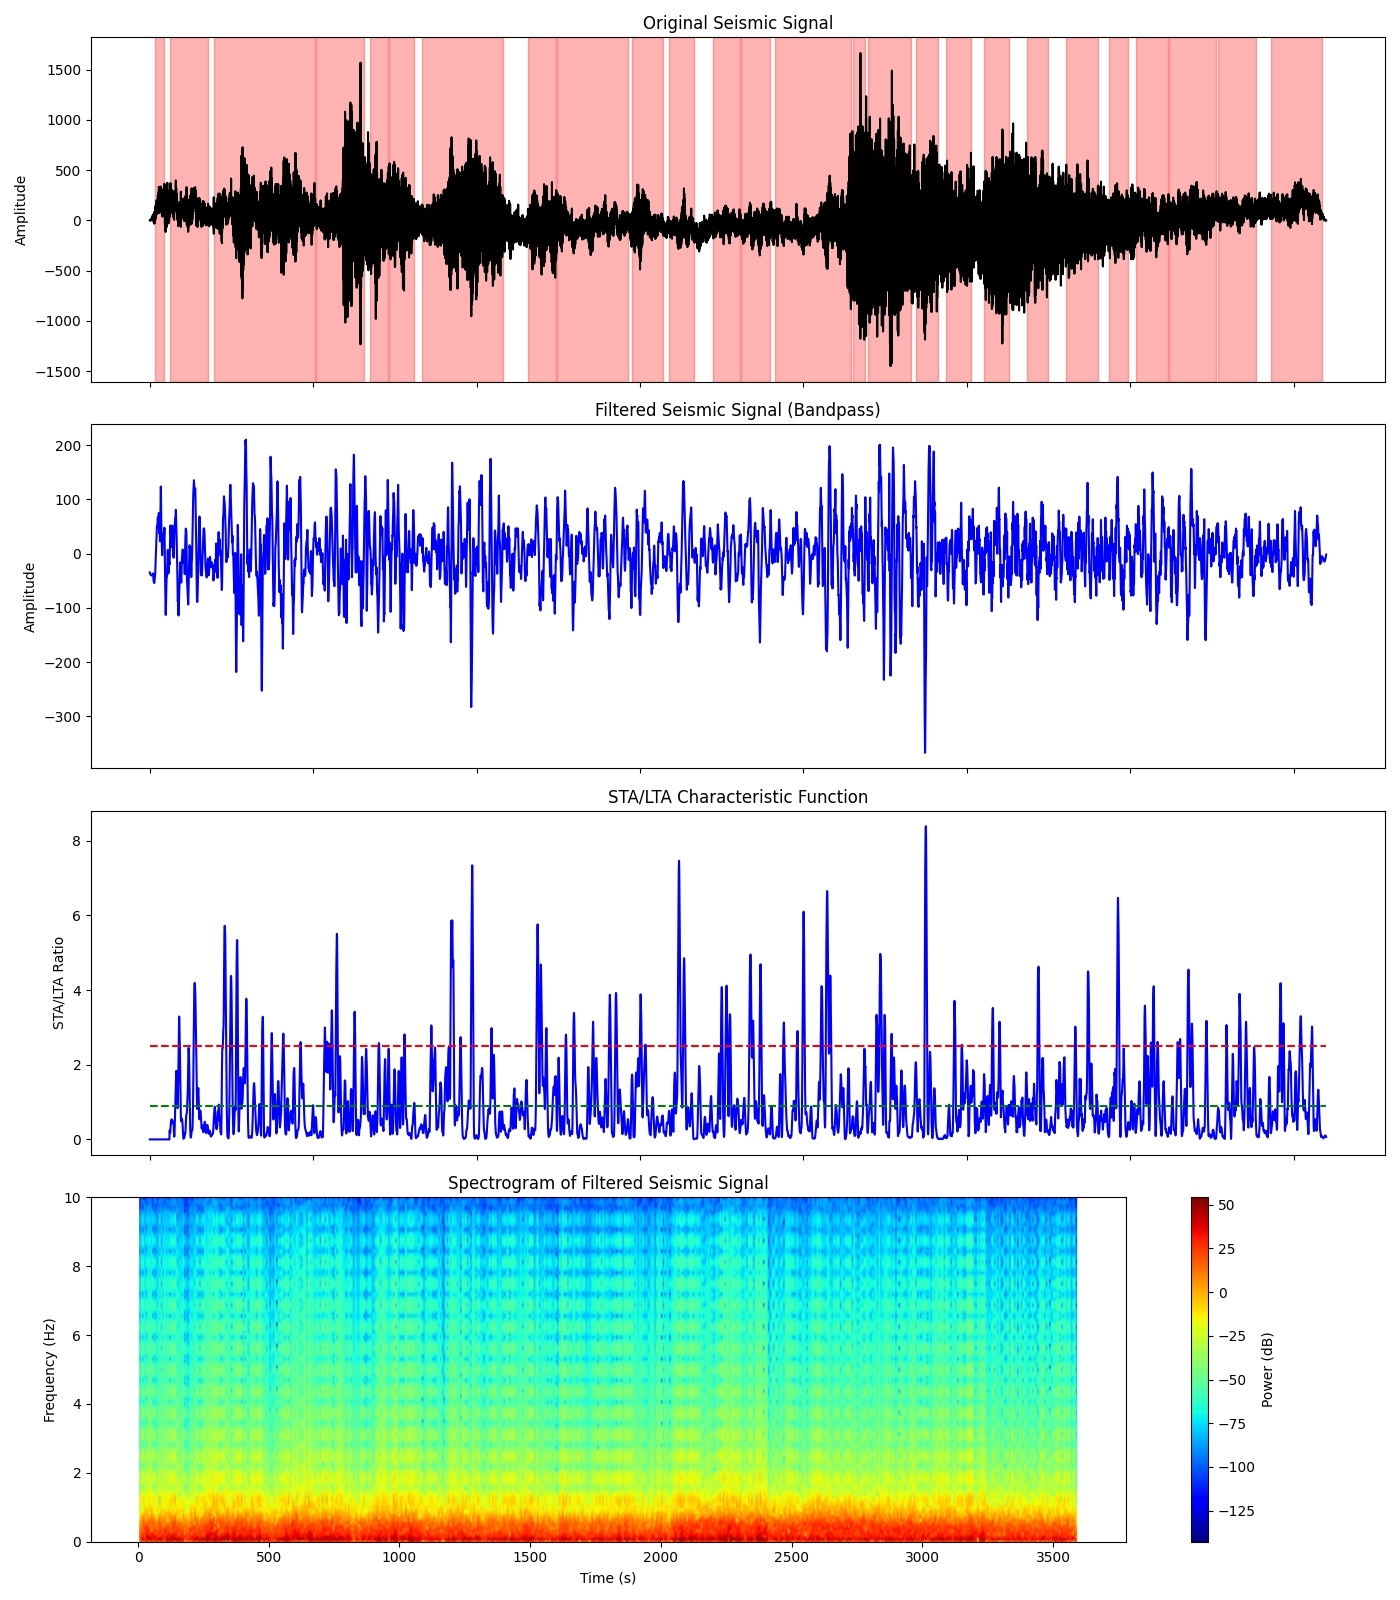 Original Seismic Signal
1500
1000
500
0
−500
−1000
−1500
Amplitude
Filtered Seismic Signal (Bandpass)
200
100
0
−100
−200
−300
Amplitude
STA/LTA Characteristic Function
8
6
4
2
0
STA/LTA Ratio
Spectrogram of Filtered Seismic Signal
10
8
6
4
2
0
Frequency (Hz)
0 500 1000 1500 2000 2500 3000 3500
Time (s)
50
25
0
−25
−50
−75
−100
−125
Power (dB)